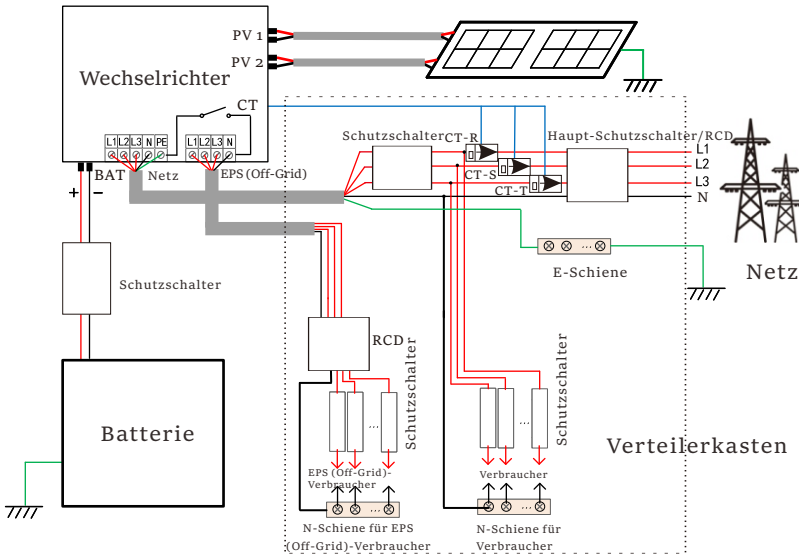 PV 1
PV 2
Wechselrichter
CT
L1 L2 L3 N PE
L1 L2 L3 N
BAT
Netz
EPS (Off-Grid)
+
−
Schutzschalter
CT-R
Haupt-Schutzschalter/RCD
CT-S
CT-T
L1
L2
L3
N
E-Schiene
Netz
Schutzschalter
RCD
Schutzschalter
Schutzschalter
Batterie
Verteilerkasten
...
...
...
EPS (Off-Grid)-
Verbraucher
Verbraucher
...
...
N-Schiene für EPS
(Off-Grid)-Verbraucher
N-Schiene für
Verbraucher